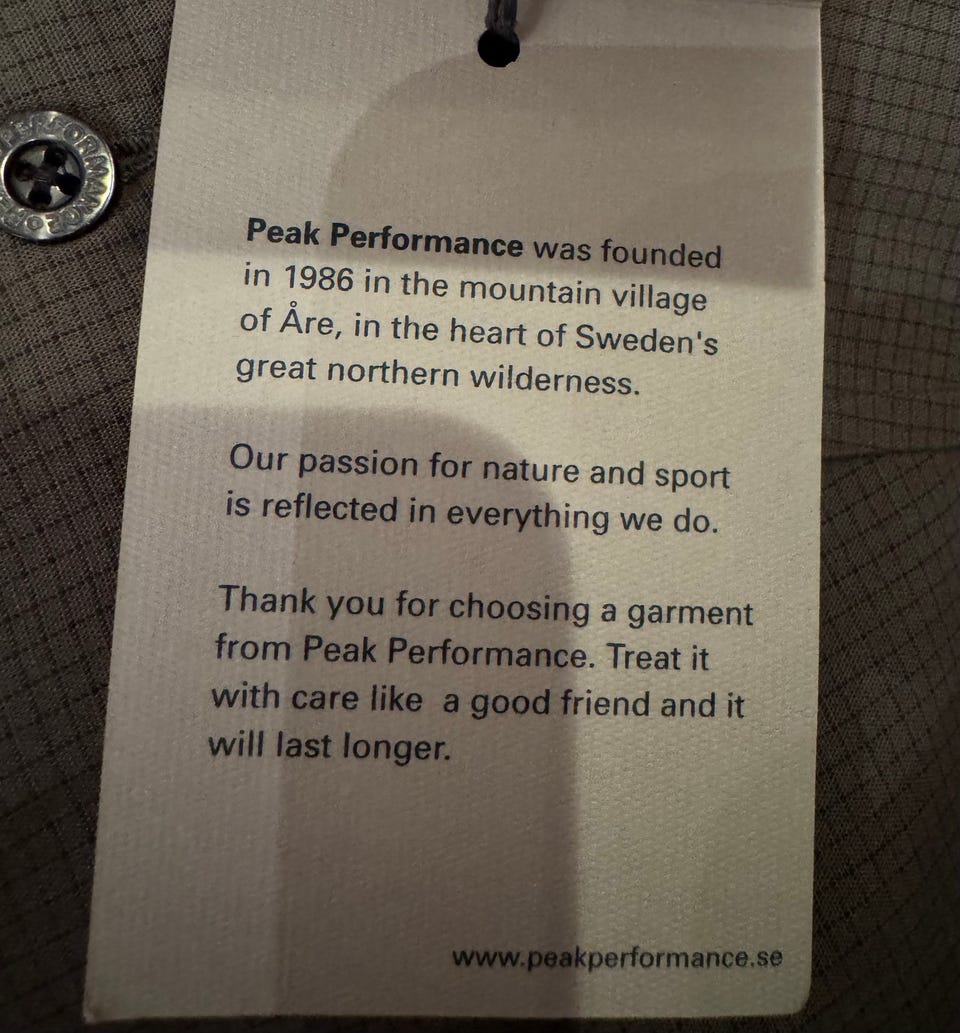 PERFORMANCE
Peak Performance was founded
in 1986 in the mountain village
of Åre, in the heart of Sweden's
great northern wilderness.
Our passion for nature and sport
is reflected in everything we do.
Thank you for choosing a garment
from Peak Performance. Treat it
with care like  a good friend and it
will last longer.
www.peakperformance.se